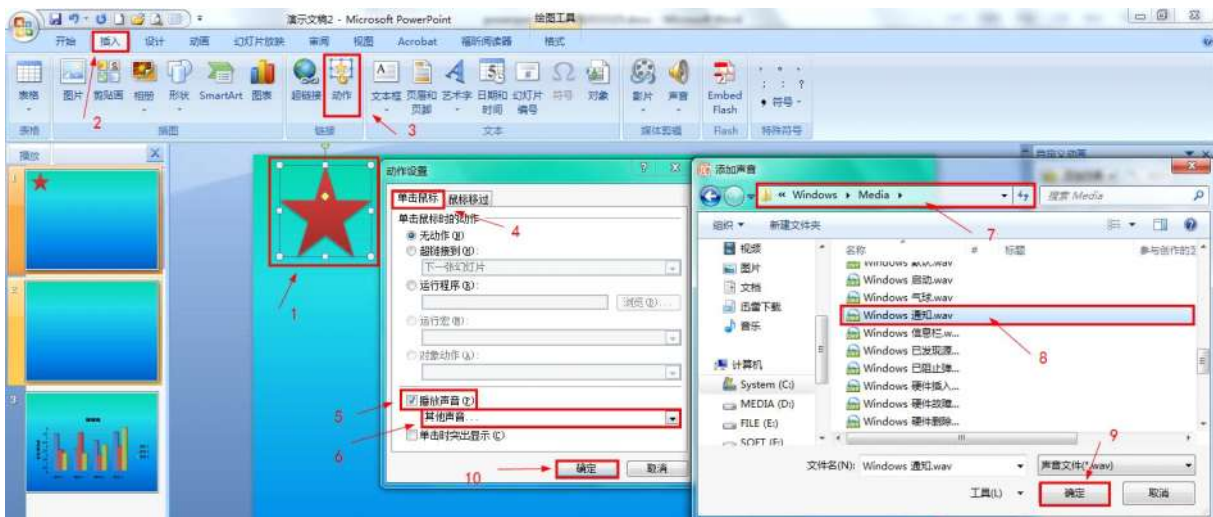 演示文稿2 - Microsoft PowerPoint
绘图工具
开始 插入 设计 动画 幻灯片放映 审阅 视图 Acrobat 福昕阅读器 格式
表格 图片 剪贴画 相册 形状 SmartArt 图表 超链接 动作 文本框 页眉和页脚 艺术字 日期和时间 幻灯片编号 符号 对象 影片 声音 Embed Flash 符号
表格 插图 链接 文本 媒体剪辑 Flash 特殊符号
2
3
播放
自定义动画
1
2
3
1
动作设置
单击鼠标 鼠标移过
4
单击鼠标时的动作
无动作(N)
超链接到(H):
下一张幻灯片
运行程序(R):
浏览(B)...
运行宏(M):
对象动作(A):
5
播放声音(P)
其他声音...
6
单击时突出显示(C)
10
确定 取消
添加声音
« Windows ▸ Media ▸
搜索 Media
7
组织 新建文件夹
视频
图片
文档
迅雷下载
音乐
计算机
System (C:)
MEDIA (D:)
FILE (E:)
SOFT (F:)
名称 # 标题 参与创作的艺
Windows 默认.wav
Windows 启动.wav
Windows 气球.wav
Windows 通知.wav
Windows 信息栏.w...
Windows 已发现源...
Windows 已阻止弹...
Windows 硬件插入...
Windows 硬件故障...
Windows 硬件删除...
8
9
文件名(N): Windows 通知.wav
声音文件(*.wav)
工具(L) 确定 取消